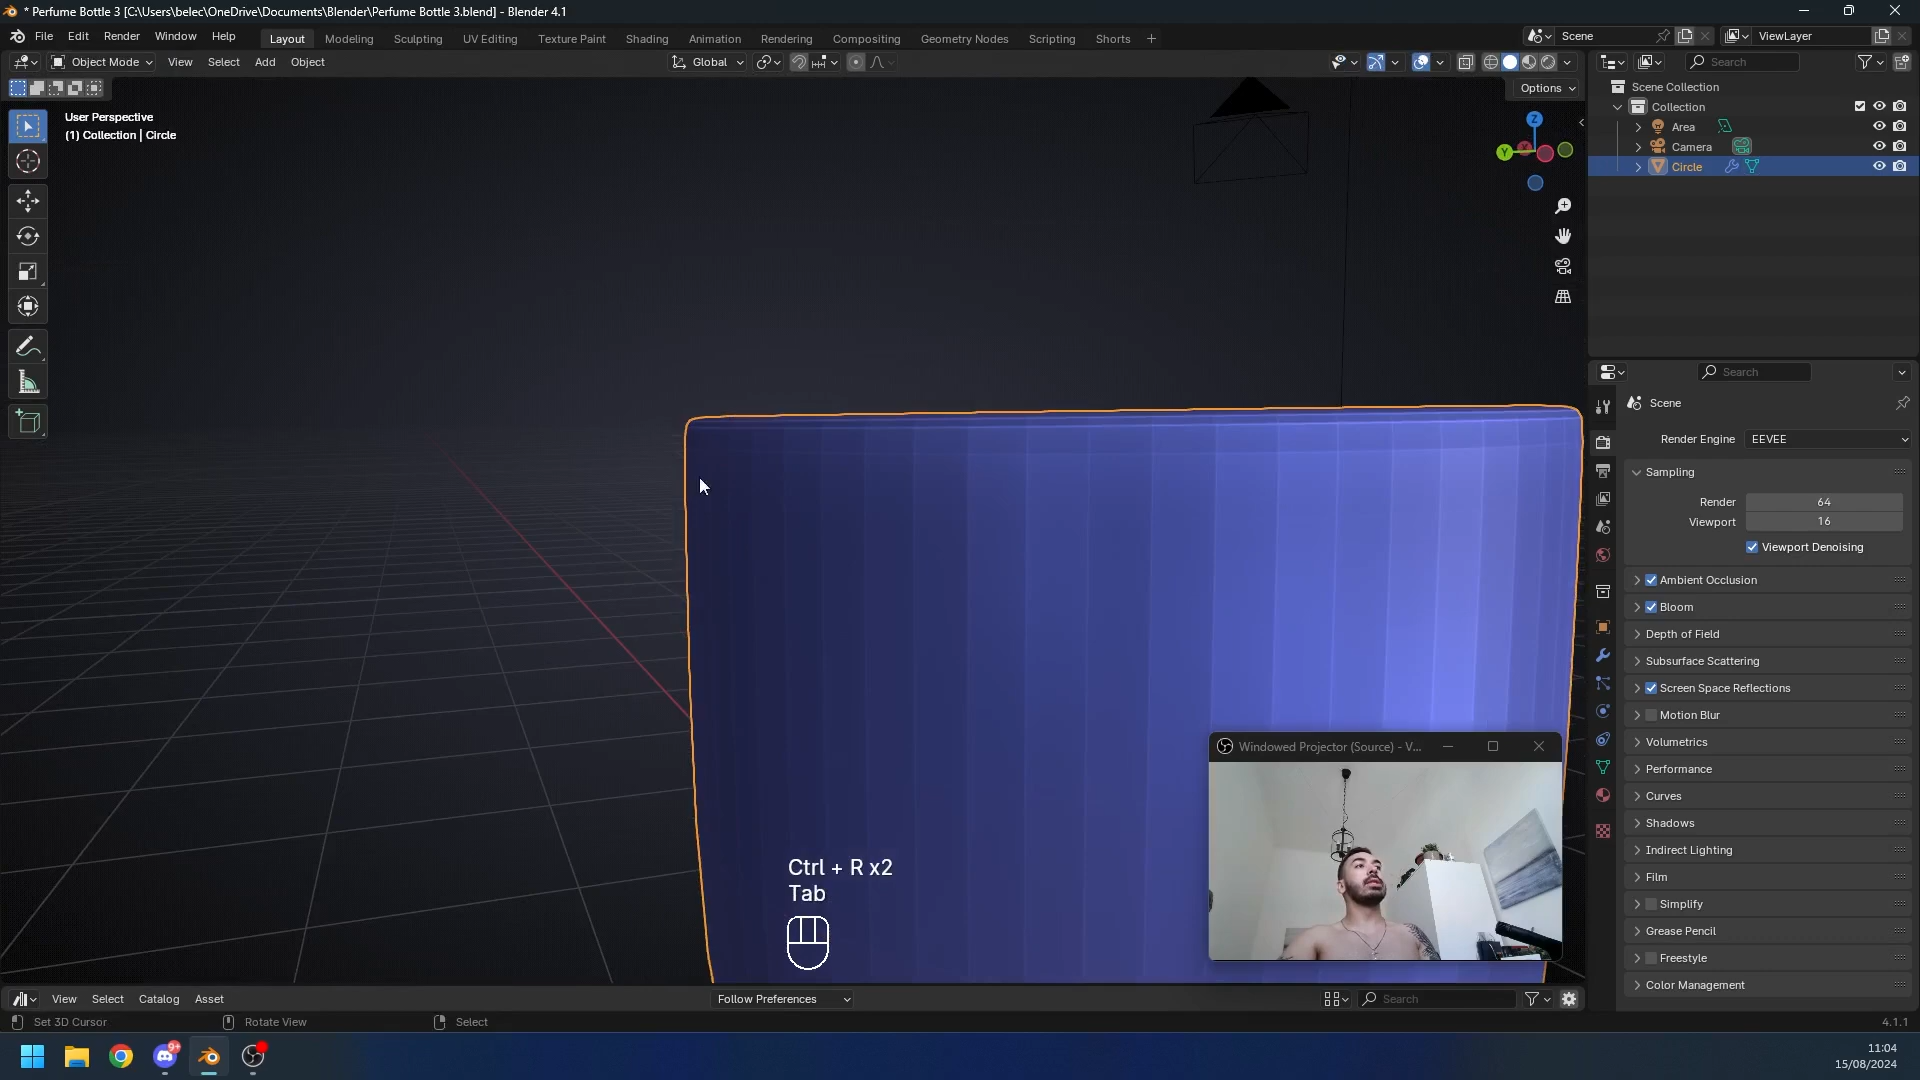 * Perfume Bottle 3 [C:\Users\belec\OneDrive\Documents\Blender\Perfume Bottle 3.blend] - Blender 4.1
File Edit Render Window Help Layout Modeling Sculpting UV Editing Texture Paint Shading Animation Rendering Compositing Geometry Nodes Scripting Shorts + Scene ViewLayer
Object Mode View Select Add Object Global Search
Options
User Perspective
(1) Collection | Circle
Z
Y
Scene Collection
Collection
Area
Camera
Circle
Search
Scene
Render Engine EEVEE
Sampling
Render 64
Viewport 16
Viewport Denoising
Ambient Occlusion
Bloom
Depth of Field
Subsurface Scattering
Screen Space Reflections
Motion Blur
Volumetrics
Performance
Curves
Shadows
Indirect Lighting
Film
Simplify
Grease Pencil
Freestyle
Color Management
Windowed Projector (Source) - V...
Ctrl + R x2
Tab
View Select Catalog Asset Follow Preferences Search
Set 3D Cursor Rotate View Select 4.1.1
9+
11:04
15/08/2024